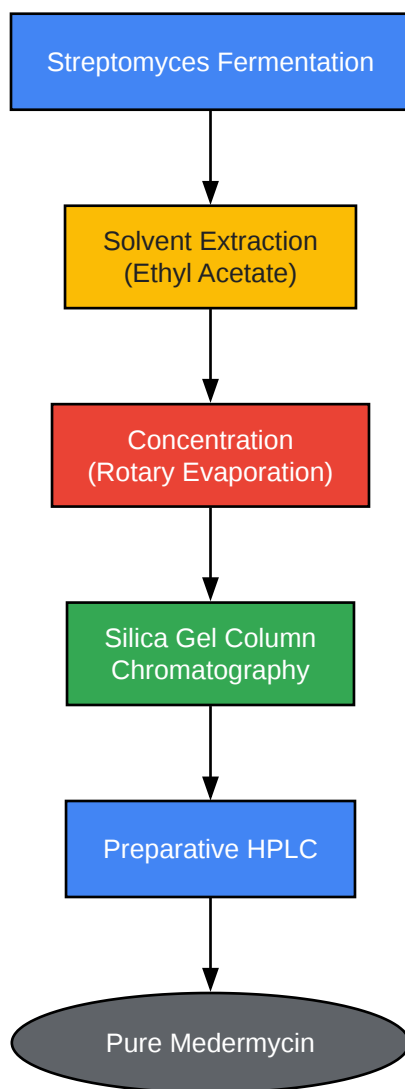 Streptomyces Fermentation
Solvent Extraction
(Ethyl Acetate)
Concentration
(Rotary Evaporation)
Silica Gel Column
Chromatography
Preparative HPLC
Pure Medermycin